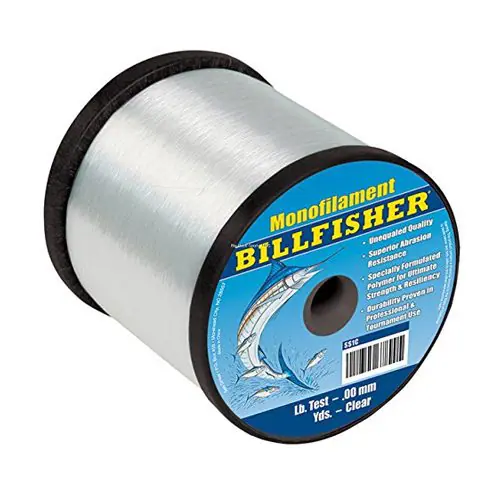 Monofilament
BILLFISHER®
• Unequaled Quality
• Superior Abrasion
Resistance
• Specially Formulated
Polymer for Ultimate
Strength & Resiliency
• Durability Proven in
Professional &
Tournament Use
SS1C
Lb. Test – .00 mm
Yds. – Clear